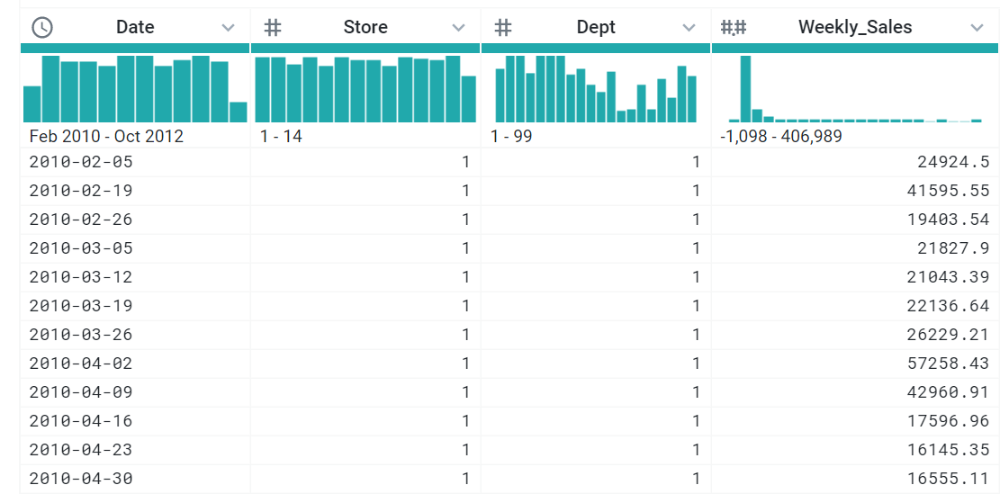 Date Store Dept #.# Weekly_Sales
Feb 2010 - Oct 2012 1 - 14 1 - 99 -1,098 - 406,989
2010-02-05 1 1 24924.5
2010-02-19 1 1 41595.55
2010-02-26 1 1 19403.54
2010-03-05 1 1 21827.9
2010-03-12 1 1 21043.39
2010-03-19 1 1 22136.64
2010-03-26 1 1 26229.21
2010-04-02 1 1 57258.43
2010-04-09 1 1 42960.91
2010-04-16 1 1 17596.96
2010-04-23 1 1 16145.35
2010-04-30 1 1 16555.11